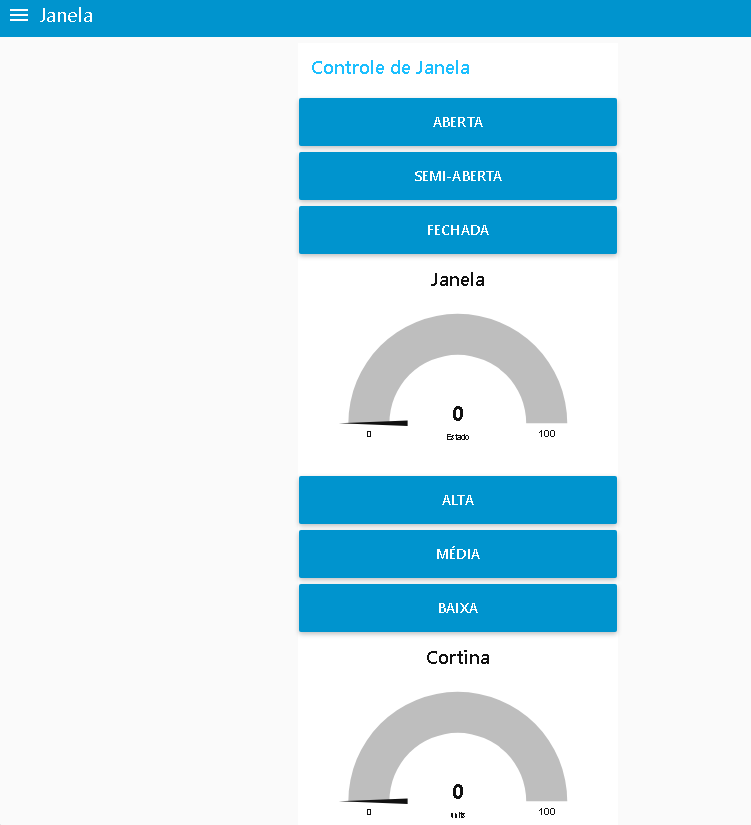 Janela
Controle de Janela
ABERTA
SEMI-ABERTA
FECHADA
Janela
0
Estado
0 100
ALTA
MÉDIA
BAIXA
Cortina
0
units
0 100